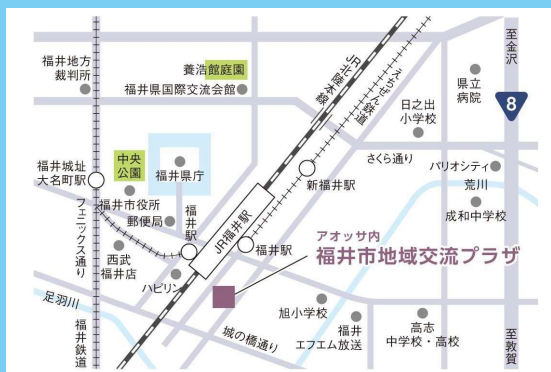 福井地方
裁判所
養浩館庭園
福井県国際交流会館
JR北陸本線
えちぜん鉄道
日之出
小学校
県立
病院
至金沢
8
さくら通り
バリオシティ
荒川
成和中学校
福井城址
大名町駅
中央
公園
福井県庁
新福井駅
福井市役所
郵便局
福井駅
JR福井駅
福井駅
フェニックス通り
西武
福井店
ハピリン
アオッサ内
福井市地域交流プラザ
足羽川
福井鉄道
城の橋通り
旭小学校
福井
エフエム放送
高志
中学校・高校
至敦賀